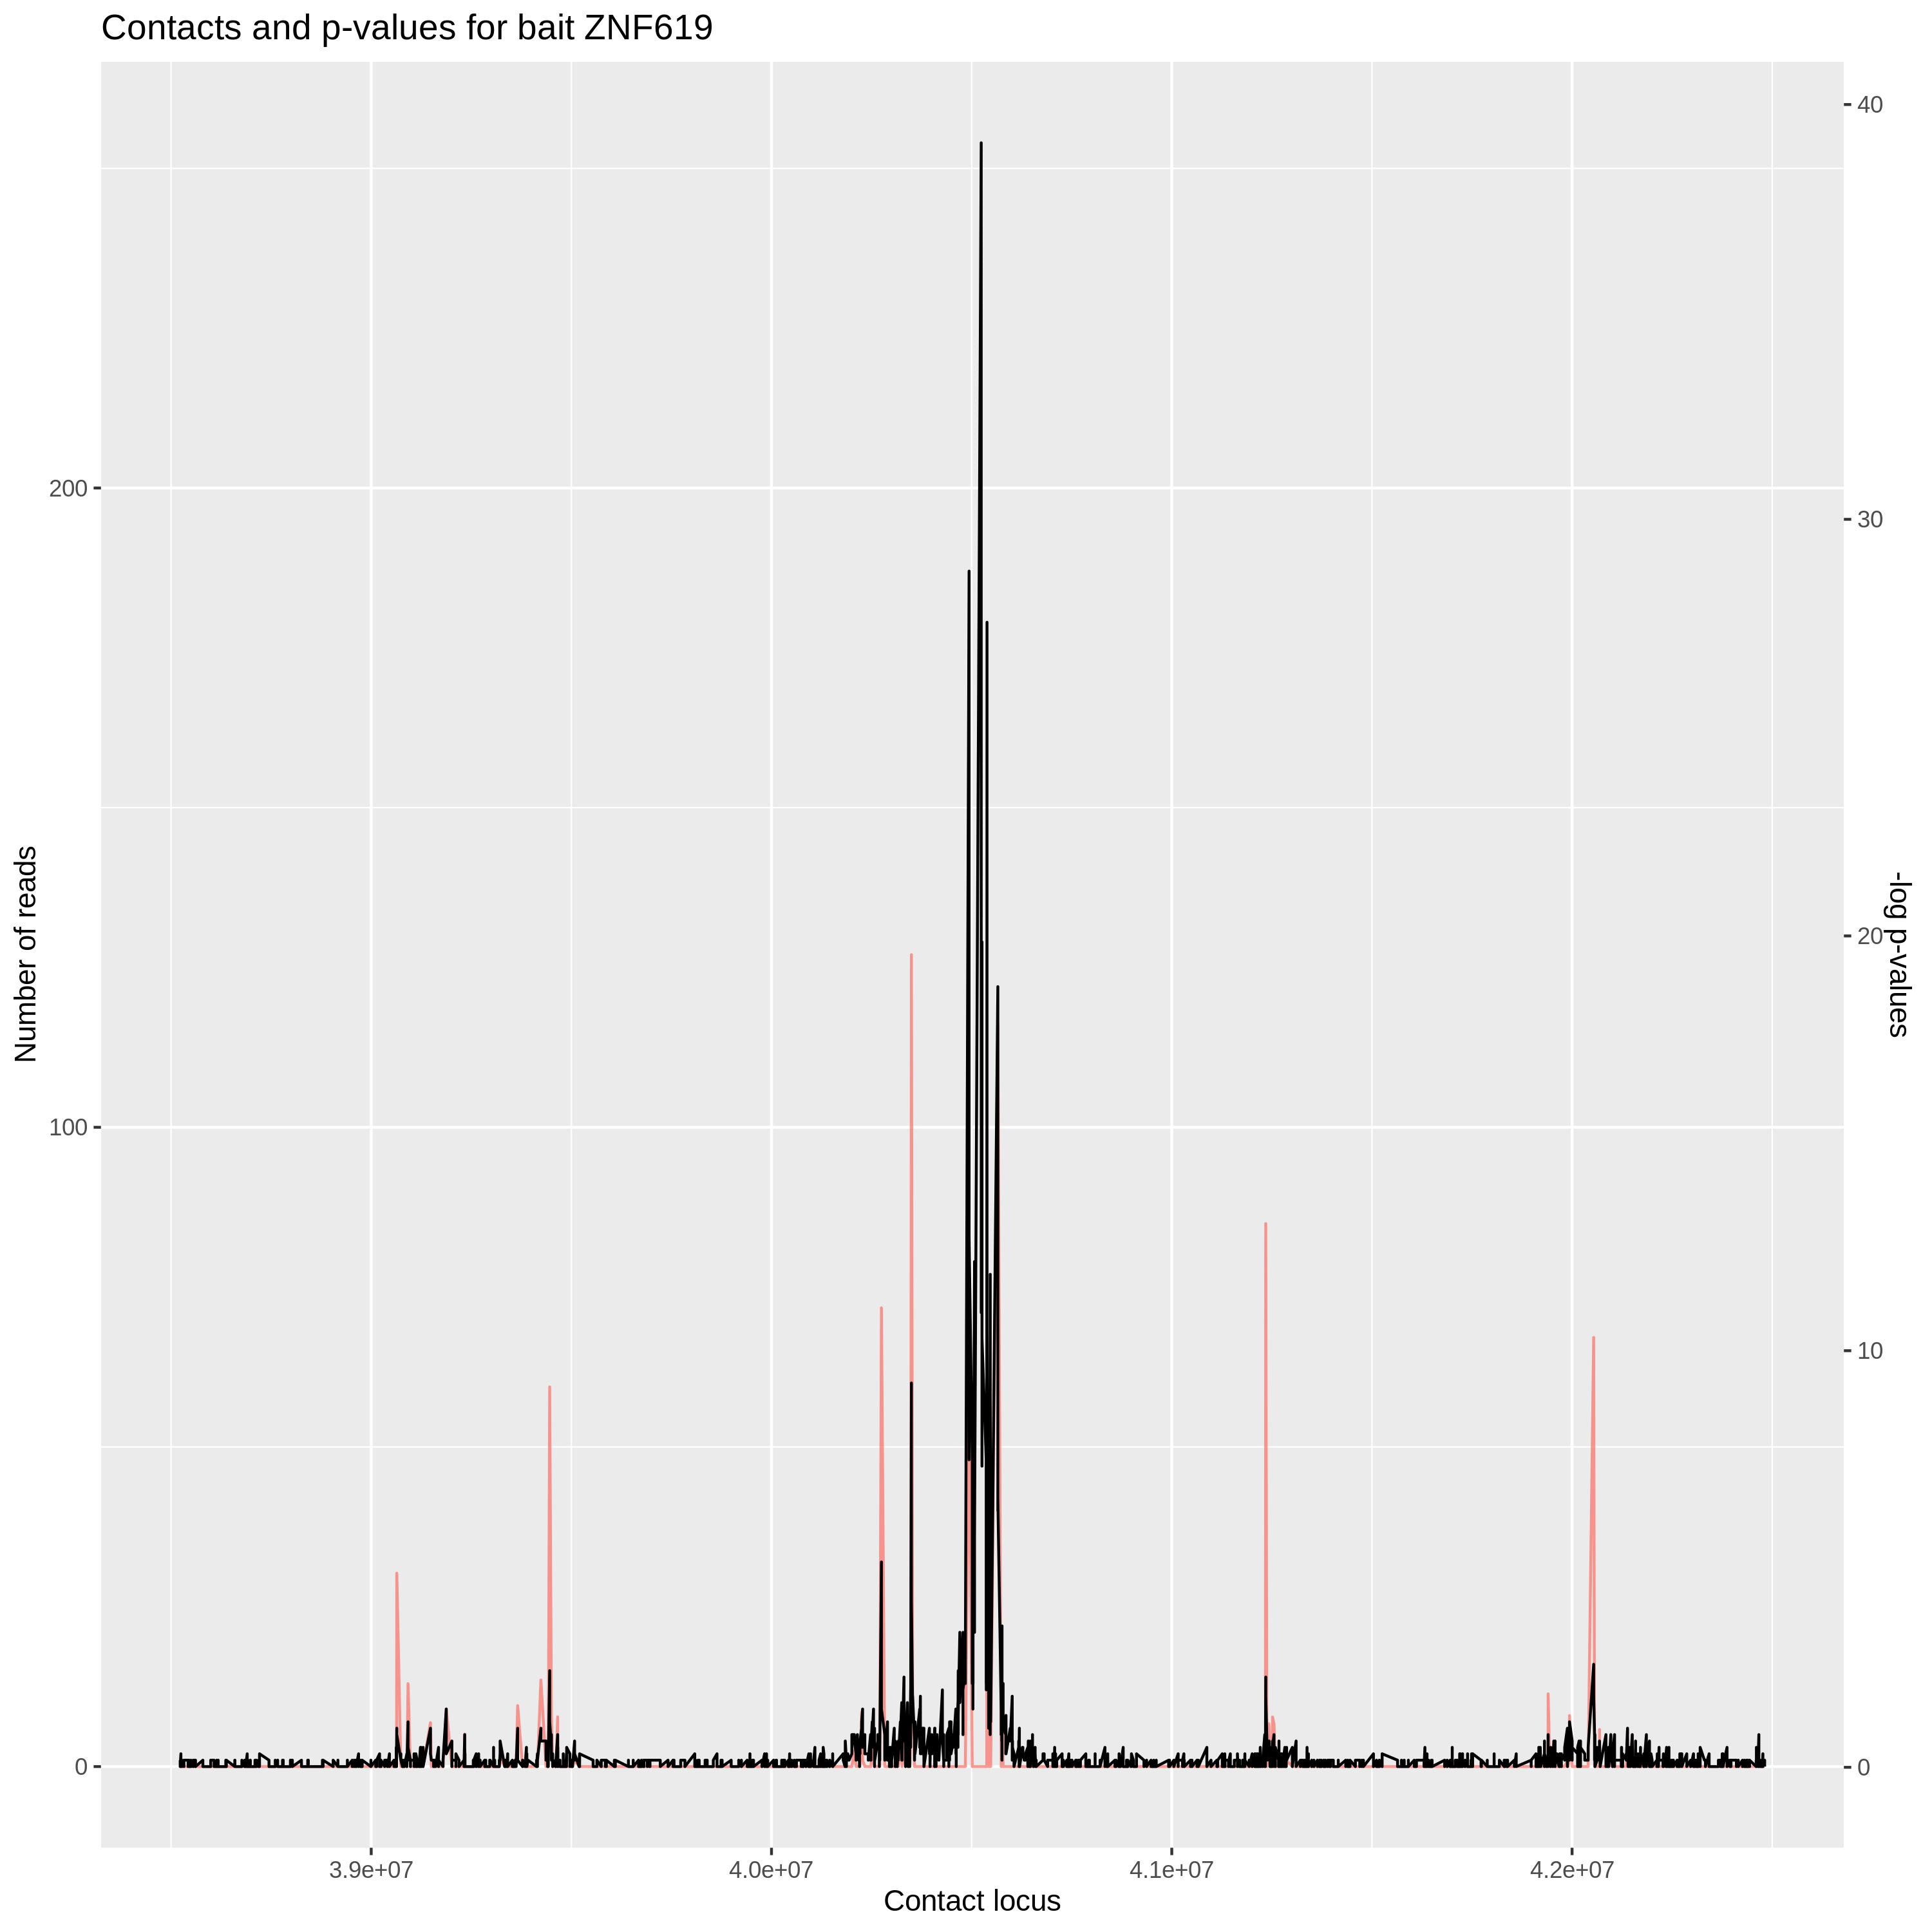 Contacts and p-values for bait ZNF619
Number of reads
200
100
0
40
30
20
10
0
-log p-values
3.9e+07 4.0e+07 4.1e+07 4.2e+07
Contact locus